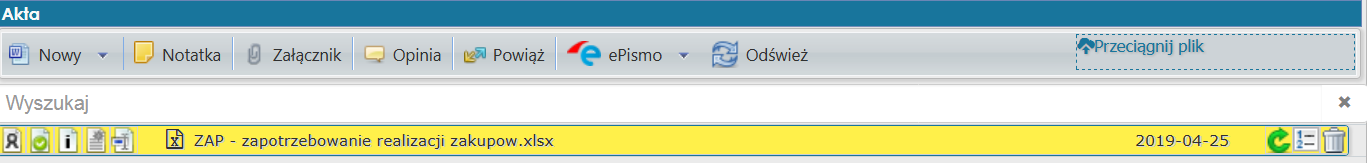 Akta
Nowy Notatka Załącznik Opinia Powiąż ePismo Odśwież Przeciągnij plik
Wyszukaj
ZAP - zapotrzebowanie realizacji zakupow.xlsx 2019-04-25